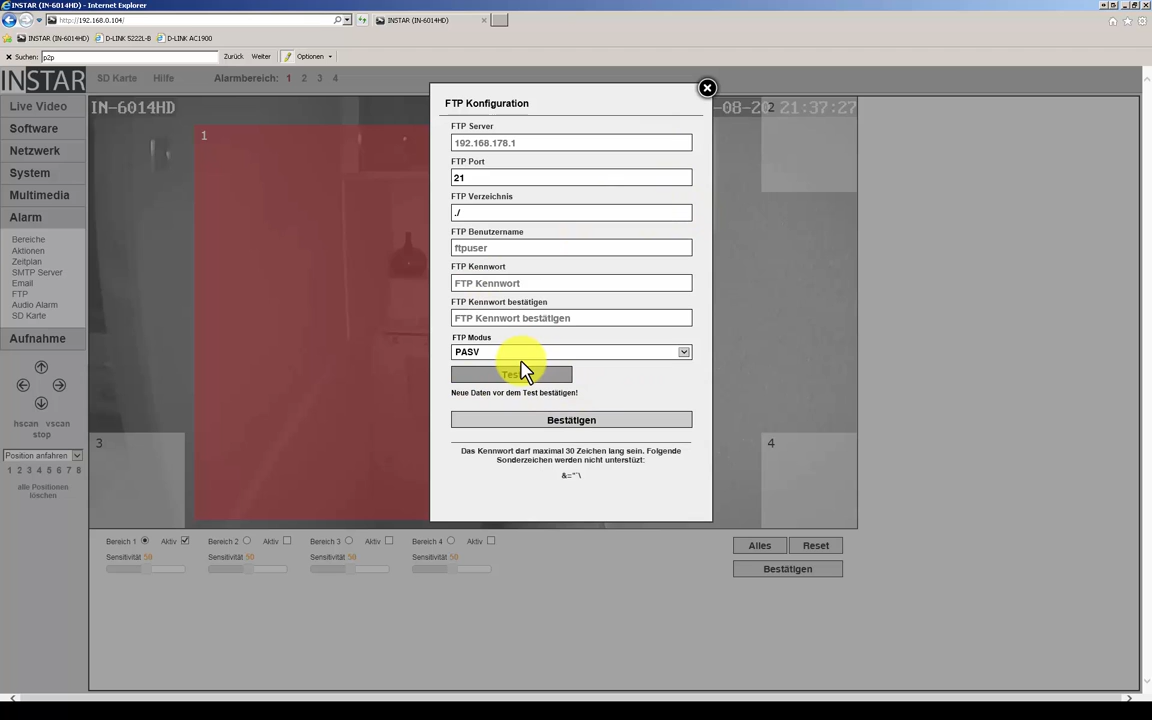 INSTAR (IN-6014HD) - Internet Explorer
http://192.168.0.104/
INSTAR (IN-6014HD)
INSTAR (IN-6014HD) D-LINK 5222L-B D-LINK AC1900
Suchen: p2p Zurück Weiter Optionen
INSTAR SD Karte Hilfe Alarmbereich: 1 2 3 4
Live Video
Software
Netzwerk
System
Multimedia
Alarm
Bereiche
Aktionen
Zeitplan
SMTP Server
Email
FTP
Audio Alarm
SD Karte
Aufnahme
hscan vscan
stop
Position anfahren
1 2 3 4 5 6 7 8
alle Positionen
löschen
IN-6014HD
-08-20 21:37:27
1
2
3
4
FTP Konfiguration
FTP Server
192.168.178.1
FTP Port
21
FTP Verzeichnis
./
FTP Benutzername
ftpuser
FTP Kennwort
FTP Kennwort
FTP Kennwort bestätigen
FTP Kennwort bestätigen
FTP Modus
PASV
Neue Daten vor dem Test bestätigen!
Bestätigen
Das Kennwort darf maximal 30 Zeichen lang sein. Folgende
Sonderzeichen werden nicht unterstüzt:
Bereich 1 Aktiv Bereich 2 Aktiv Bereich 3 Aktiv Bereich 4 Aktiv
Sensitivität 50 Sensitivität 50 Sensitivität 50 Sensitivität 50
Alles Reset
Bestätigen